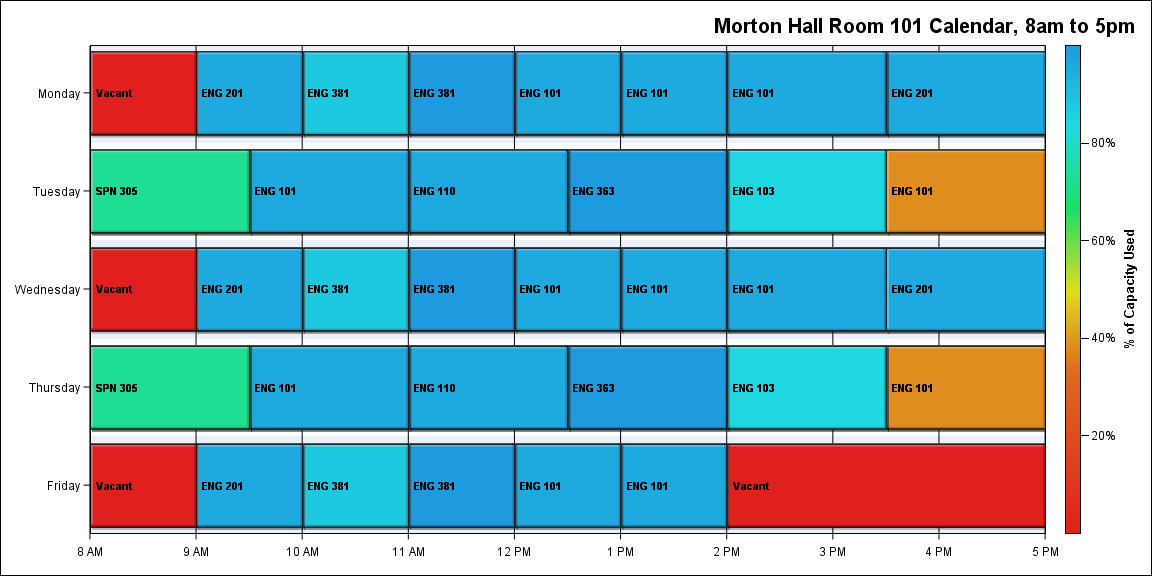 Morton Hall Room 101 Calendar, 8am to 5pm
Monday Vacant ENG 201 ENG 381 ENG 381 ENG 101 ENG 101 ENG 101 ENG 201
80%
Tuesday SPN 305 ENG 101 ENG 110 ENG 363 ENG 103 ENG 101
60%
Wednesday Vacant ENG 201 ENG 381 ENG 381 ENG 101 ENG 101 ENG 101 ENG 201
% of Capacity Used
40%
Thursday SPN 305 ENG 101 ENG 110 ENG 363 ENG 103 ENG 101
20%
Friday Vacant ENG 201 ENG 381 ENG 381 ENG 101 ENG 101 Vacant
8 AM 9 AM 10 AM 11 AM 12 PM 1 PM 2 PM 3 PM 4 PM 5 PM